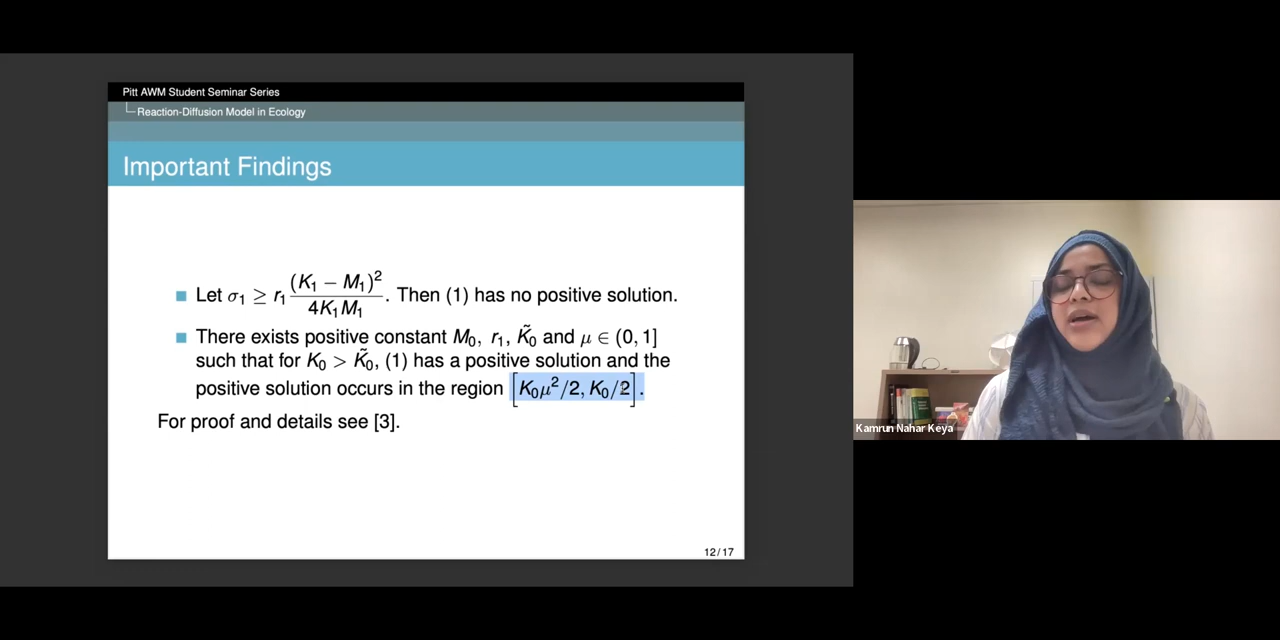 Pitt AWM Student Seminar Series
Reaction-Diffusion Model in Ecology
Important Findings
Let σ₁ ≥ r₁ (K₁ − M₁)² / 4K₁M₁. Then (1) has no positive solution.
There exists positive constant M₀, r₁, K̃₀ and μ ∈ (0, 1]
such that for K₀ > K̃₀, (1) has a positive solution and the
positive solution occurs in the region [K₀μ²/2, K₀/2].
For proof and details see [3].
12/17
Kamrun Nahar Keya